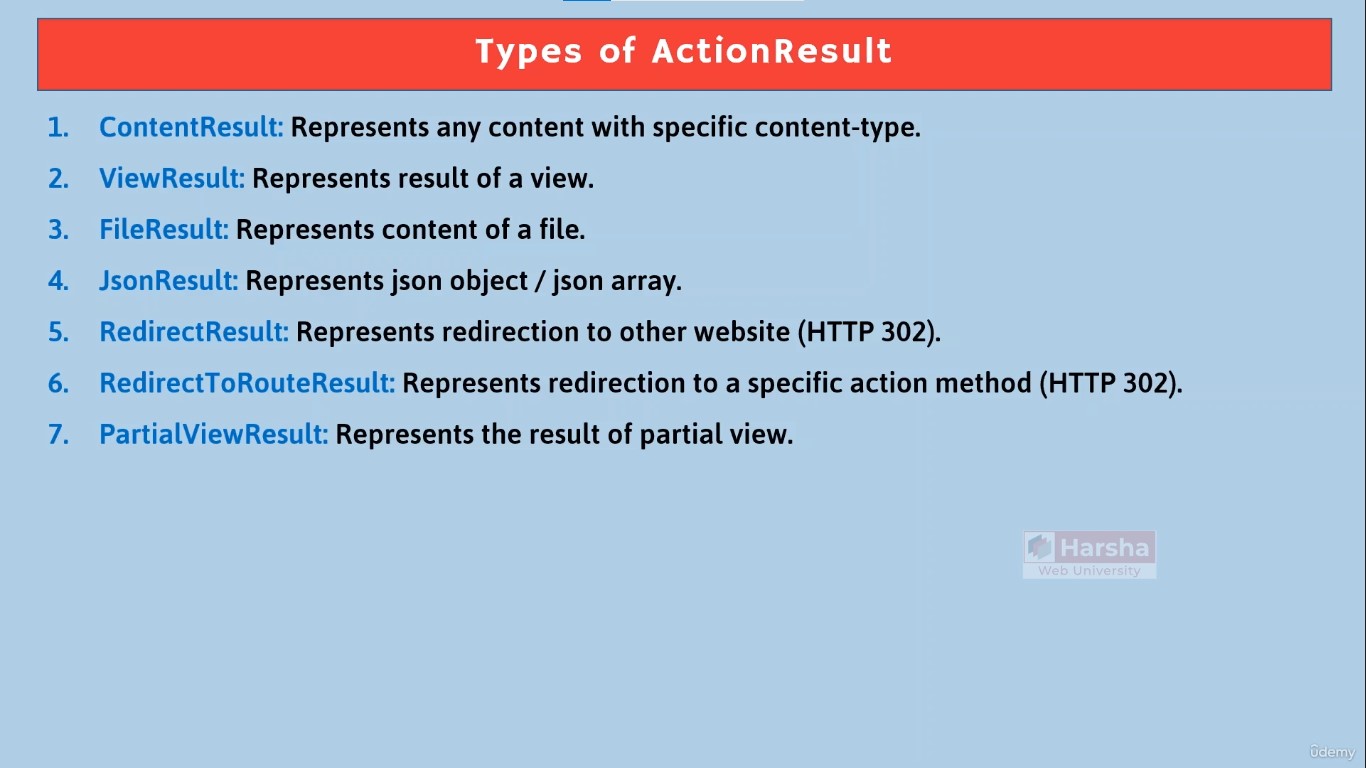 Types of ActionResult
1. ContentResult: Represents any content with specific content-type.
2. ViewResult: Represents result of a view.
3. FileResult: Represents content of a file.
4. JsonResult: Represents json object / json array.
5. RedirectResult: Represents redirection to other website (HTTP 302).
6. RedirectToRouteResult: Represents redirection to a specific action method (HTTP 302).
7. PartialViewResult: Represents the result of partial view.
Harsha
Web University
ûdemy